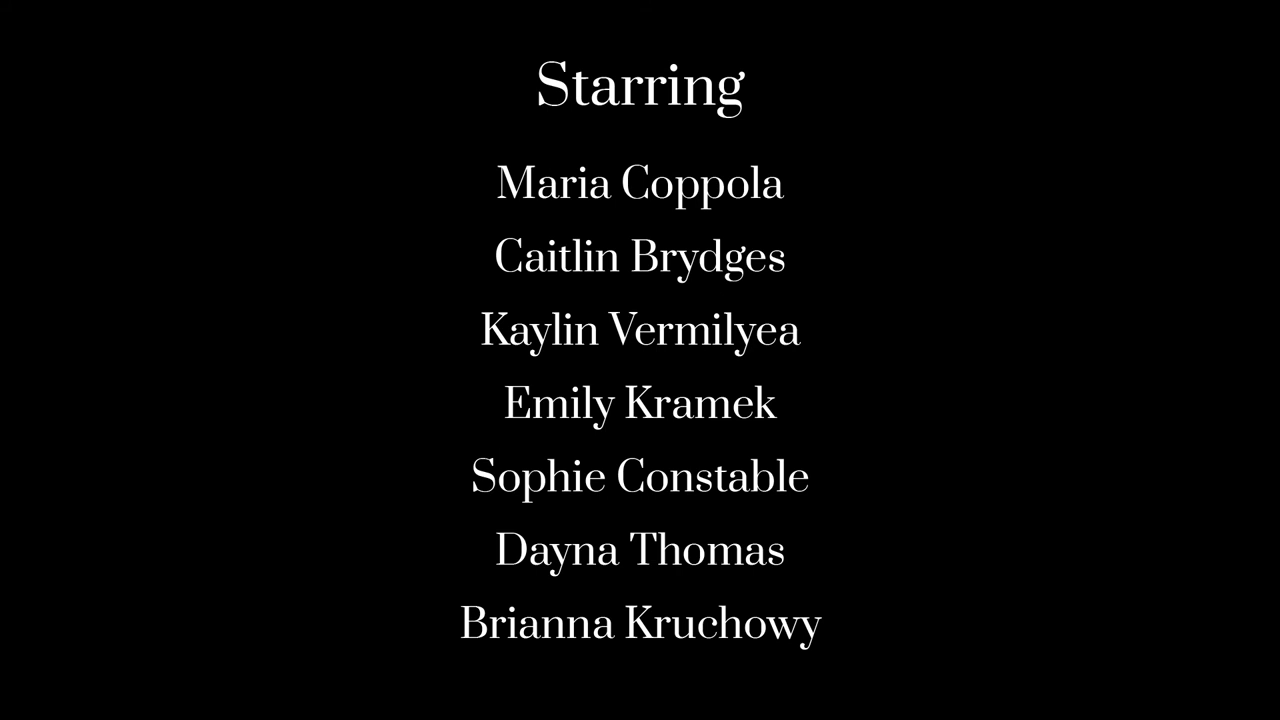 Starring
Maria Coppola
Caitlin Brydges
Kaylin Vermilyea
Emily Kramek
Sophie Constable
Dayna Thomas
Brianna Kruchowy